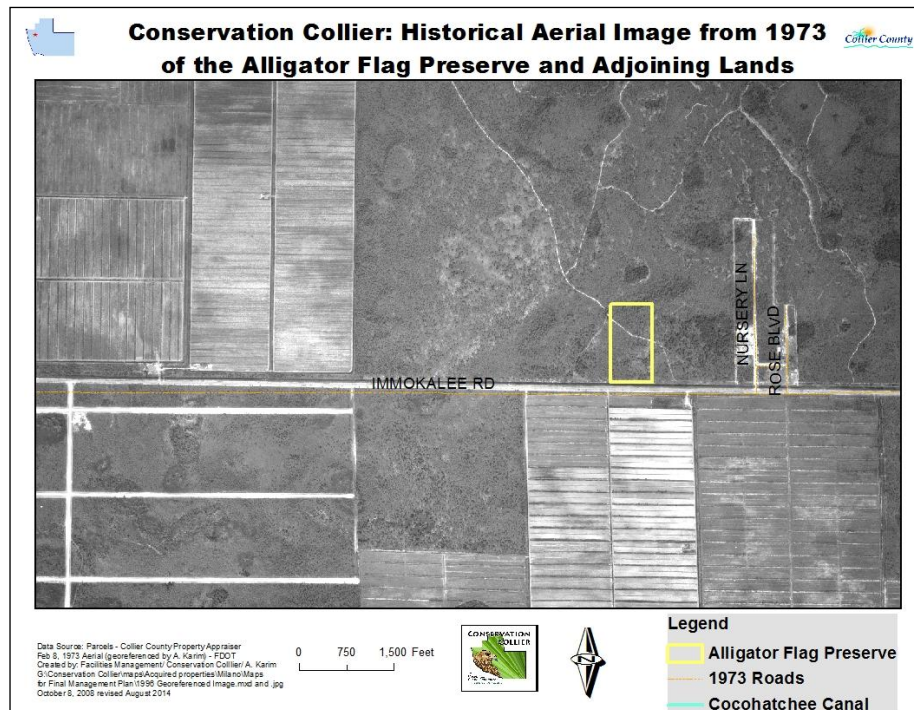 Conservation Collier: Historical Aerial Image from 1973
of the Alligator Flag Preserve and Adjoining Lands
Collier County
NURSERY LN
ROSE BLVD
IMMOKALEE RD
Data Source: Parcels - Collier County Property Appraiser
Feb 8, 1973 Aerial (georeferenced by A. Karim) - FDOT
Created by: Facilities Management/ Conservation Collier/ A. Karim
G:\Conservation Collier\maps\Acquired properties\Milano\Maps
for Final Management Plan\1996 Georeferenced Image.mxd and .jpg
October 8, 2008 revised August 2014
0 750 1,500 Feet
CONSERVATION
COLLIER
N
Legend
Alligator Flag Preserve
1973 Roads
Cocohatchee Canal